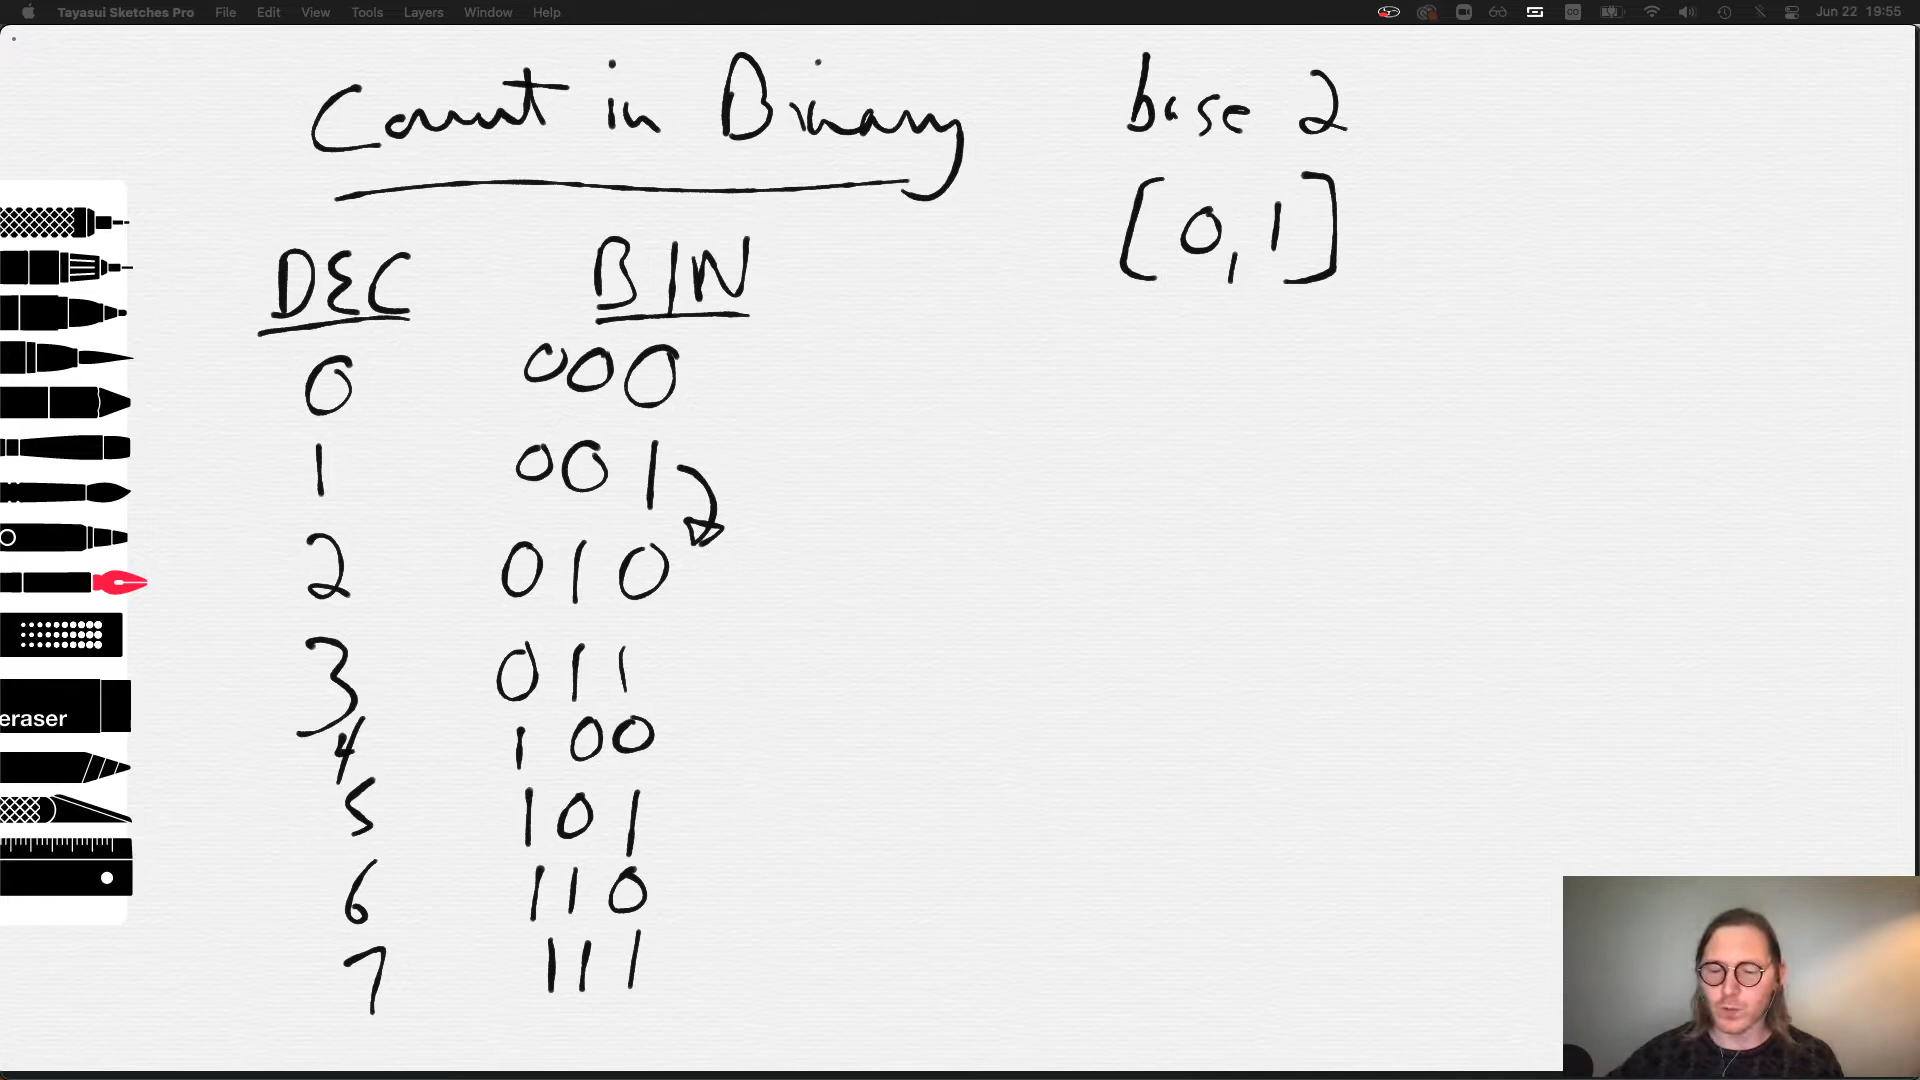 Tayasui Sketches Pro File Edit View Tools Layers Window Help Jun 22 19:55
Count in Binary
base 2
[0,1]
DEC BIN
0 000
1 001
2 010
3 011
4 100
5 101
6 110
7 111
eraser